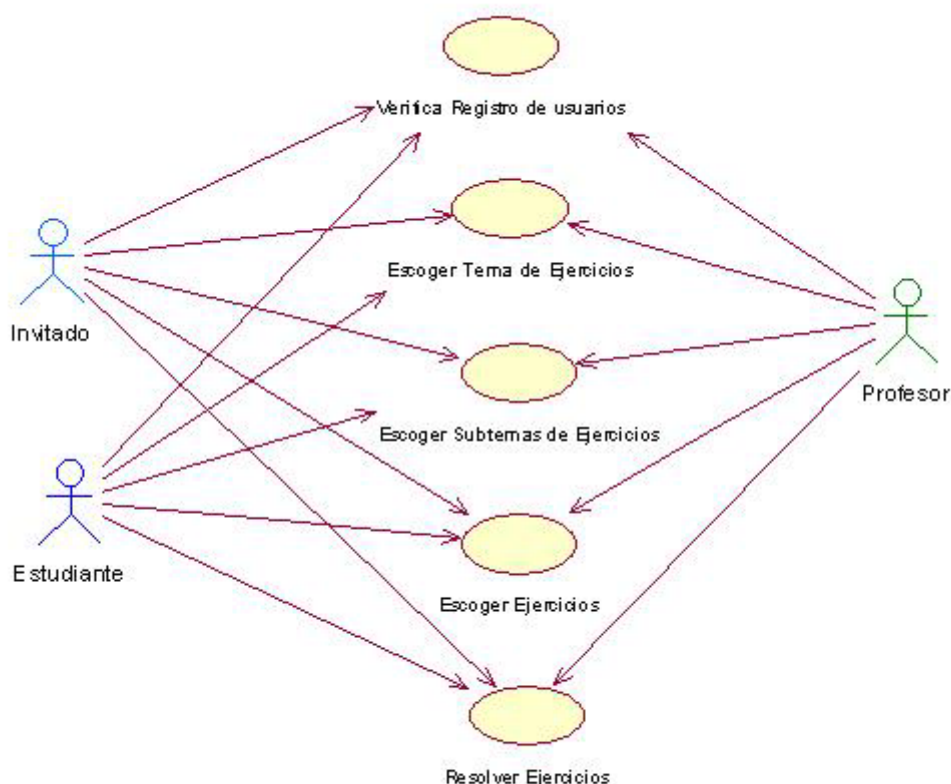 Verifica Registro de usuarios
Escoger Tema de Ejercicios
Invitado
Profesor
Escoger Subtemas de Ejercicios
Estudiante
Escoger Ejercicios
Resolver Ejercicios